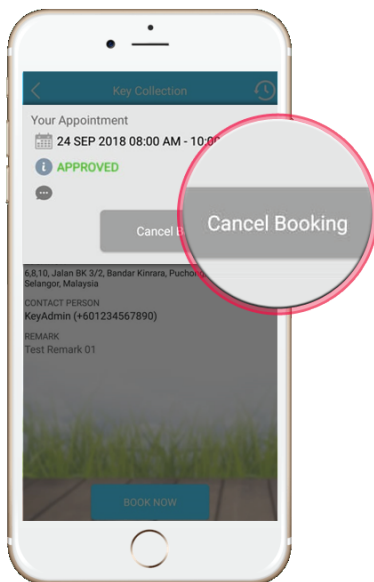 Key Collection
Your Appointment
24 SEP 2018 08:00 AM - 10:0
APPROVED
Cancel B
Cancel Booking
6,8,10, Jalan BK 3/2, Bandar Kinrara, Puchong
Selangor, Malaysia
CONTACT PERSON
KeyAdmin (+601234567890)
REMARK
Test Remark 01
BOOK NOW